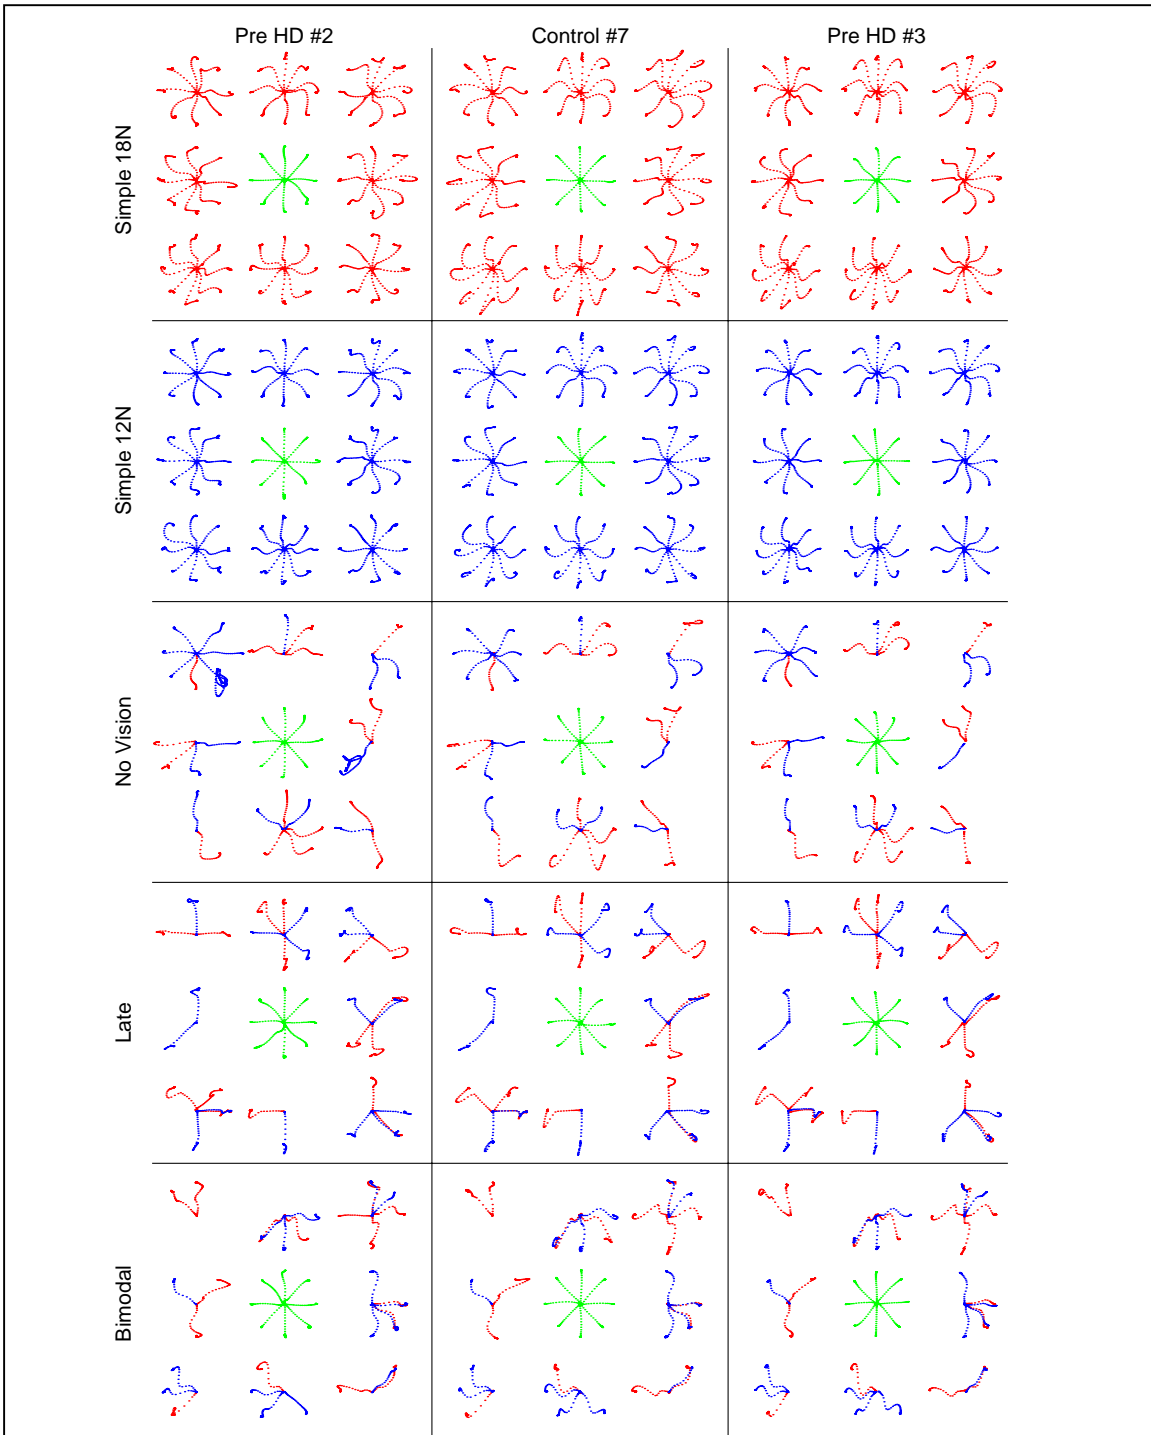 Pre HD #2
Control #7
Pre HD #3
Simple 18N
Simple 12N
No Vision
Late
Bimodal